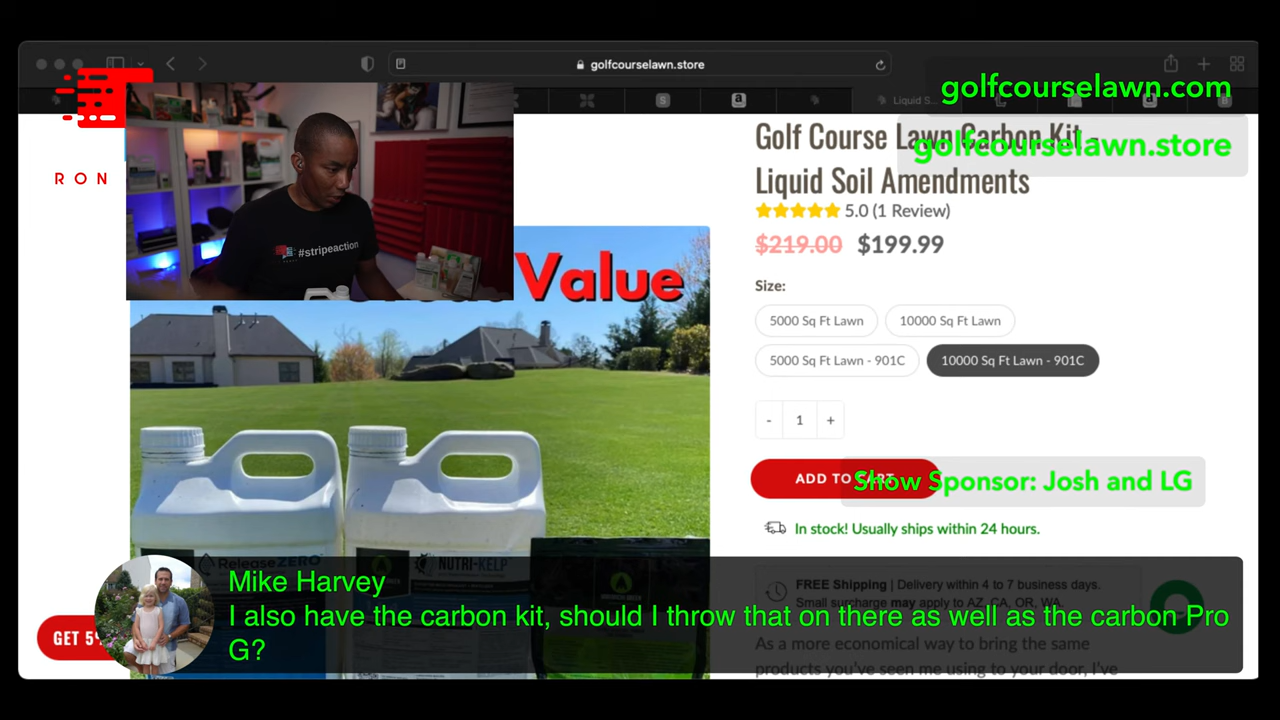 golfcourselawn.store
golfcourselawn.com
golfcourselawn.store
S
a
Liquid S...
RON
#stripeaction
Value
Golf Course Lawn Carbon Kit -
Liquid Soil Amendments
5.0 (1 Review)
$219.00 $199.99
Size:
5000 Sq Ft Lawn
10000 Sq Ft Lawn
5000 Sq Ft Lawn - 901C
10000 Sq Ft Lawn - 901C
- 1 +
ADD TO CART
Show Sponsor: Josh and LG
In stock! Usually ships within 24 hours.
ReleaseZERO
NUTRI-KELP
FREE Shipping | Delivery within 4 to 7 business days.
Small surcharge may apply to AZ, CA, OR, WA.
GET 5
Mike Harvey
I also have the carbon kit, should I throw that on there as well as the carbon Pro
G?
As a more economical way to bring the same
products you've seen me using to your door, I've